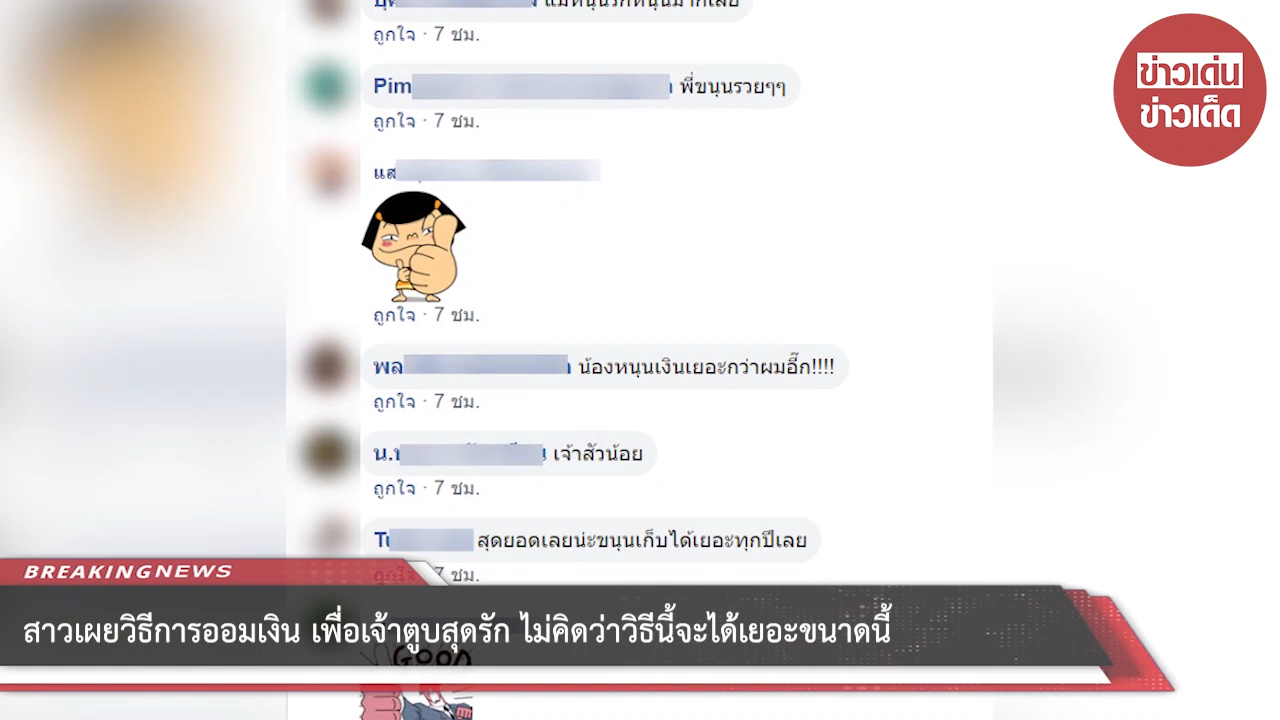 แม่หนุนรักหนุนมากเลย
ถูกใจ · 7 ชม.
ข่าวเด่น
ข่าวเด็ด
Pim พี่ขนุนรวยๆๆ
ถูกใจ · 7 ชม.
แส
ถูกใจ · 7 ชม.
พล น้องหนุนเงินเยอะกว่าผมอี๊ก!!!!
ถูกใจ · 7 ชม.
น. เจ้าสัวน้อย
ถูกใจ · 7 ชม.
สุดยอดเลยน่ะขนุนเก็บได้เยอะทุกปีเลย
ถูกใจ · 7 ชม.
BREAKINGNEWS
สาวเผยวิธีการออมเงิน เพื่อเจ้าตูบสุดรัก ไม่คิดว่าวิธีนี้จะได้เยอะขนาดนี้
GOOD